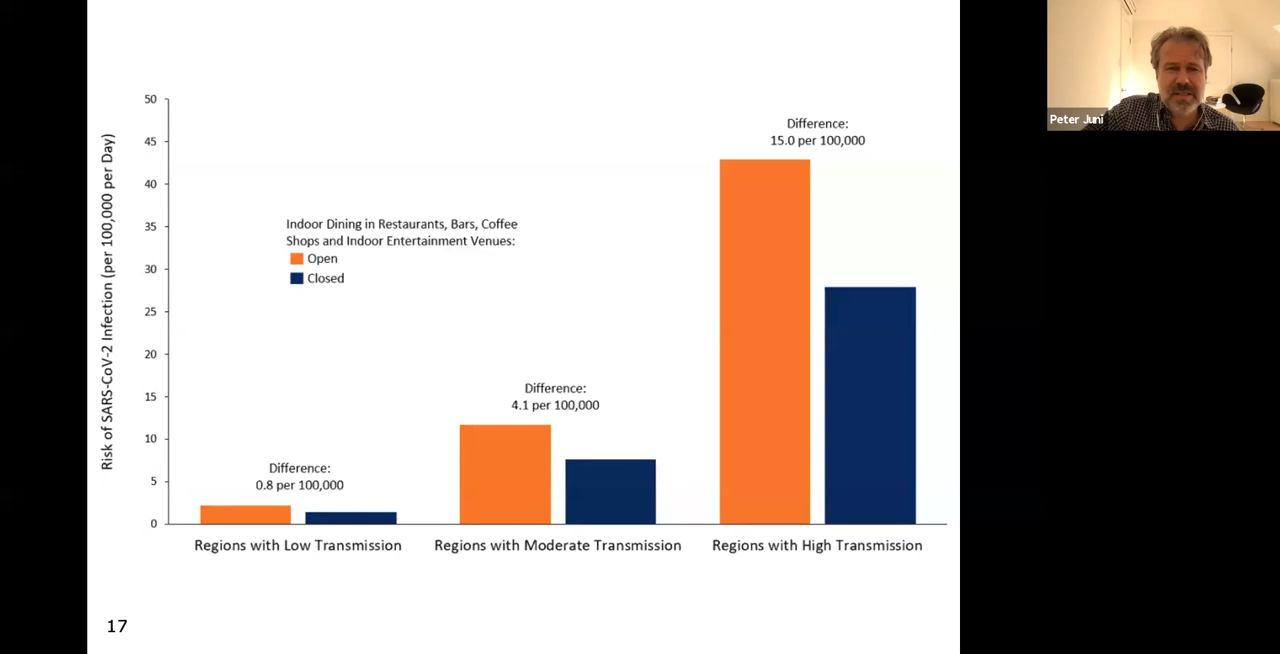 Risk of SARS-CoV-2 Infection (per 100,000 per Day)
50
45
40
35
30
25
20
15
10
5
0
Indoor Dining in Restaurants, Bars, Coffee
Shops and Indoor Entertainment Venues:
Open
Closed
Difference:
0.8 per 100,000
Difference:
4.1 per 100,000
Difference:
15.0 per 100,000
Regions with Low Transmission
Regions with Moderate Transmission
Regions with High Transmission
17
Peter Juni